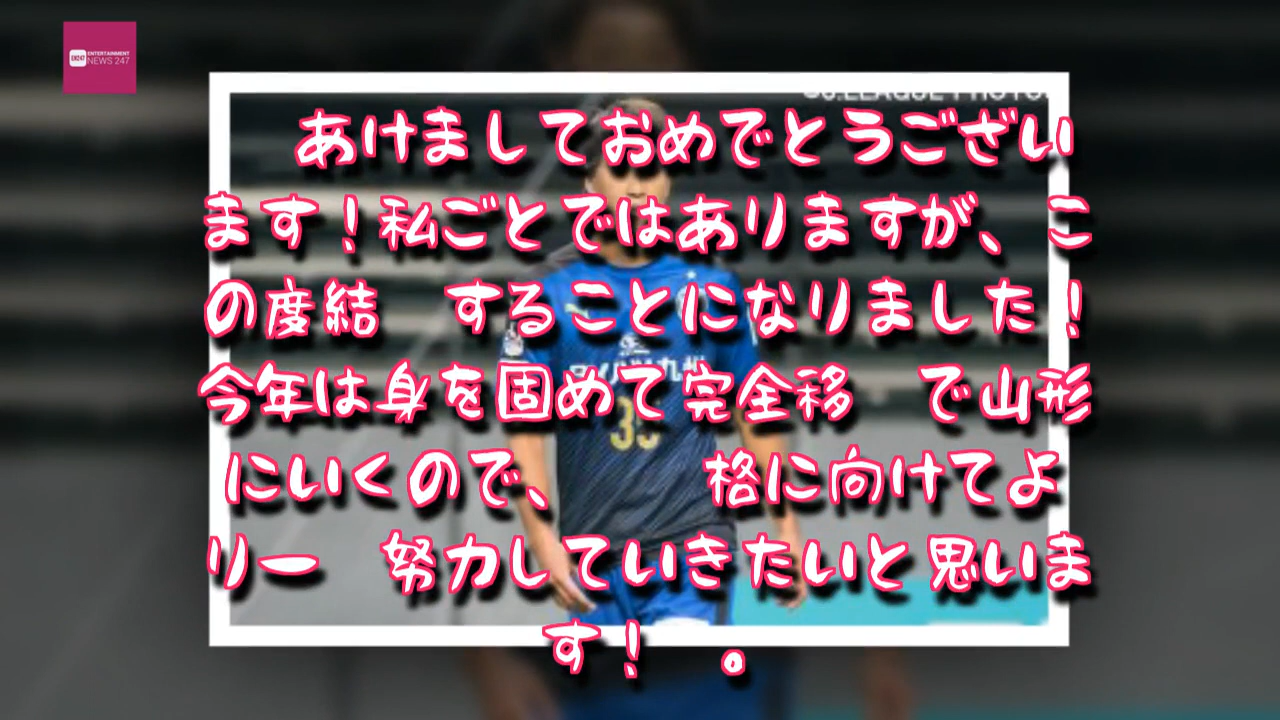 ENTERTAINMENT
NEWS 247
©J.LEAGUE PHOTOS
あけましておめでとうござい
ます！私ごとではありますが、こ
の度結　することになりました！
今年は身を固めて完全移　で山形
にいくので、　　　格に向けてよ
りー　努力していきたいと思いま
す！　。
35